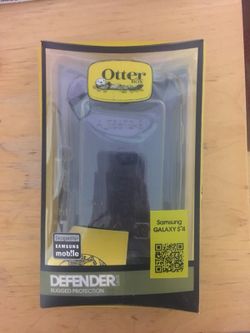 Otter
BOX
Samsung
GALAXY S II
SAMSUNG
mobile
DEFENDER
RUGGED PROTECTION